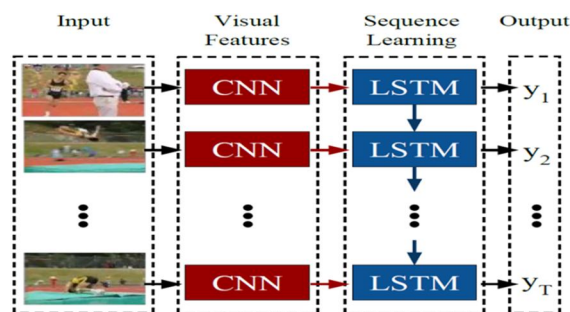 Input
Visual
Features
Sequence
Learning
Output
CNN
LSTM
y1
CNN
LSTM
y2
CNN
LSTM
yT